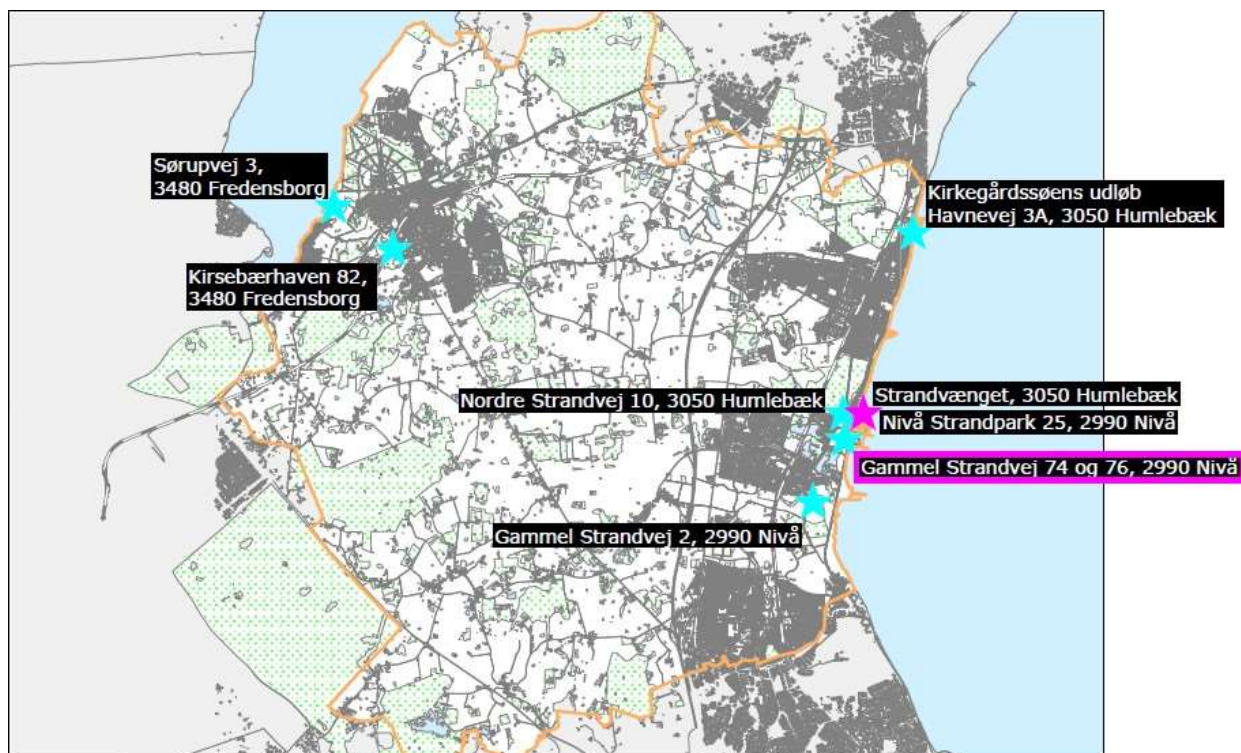 Sørupvej 3,
3480 Fredensborg
Kirkegårdssøens udløb
Havnevej 3A, 3050 Humlebæk
Kirsebærhaven 82,
3480 Fredensborg
Nordre Strandvej 10, 3050 Humlebæk
Strandvænget, 3050 Humlebæk
Nivå Strandpark 25, 2990 Nivå
Gammel Strandvej 74 og 76, 2990 Nivå
Gammel Strandvej 2, 2990 Nivå